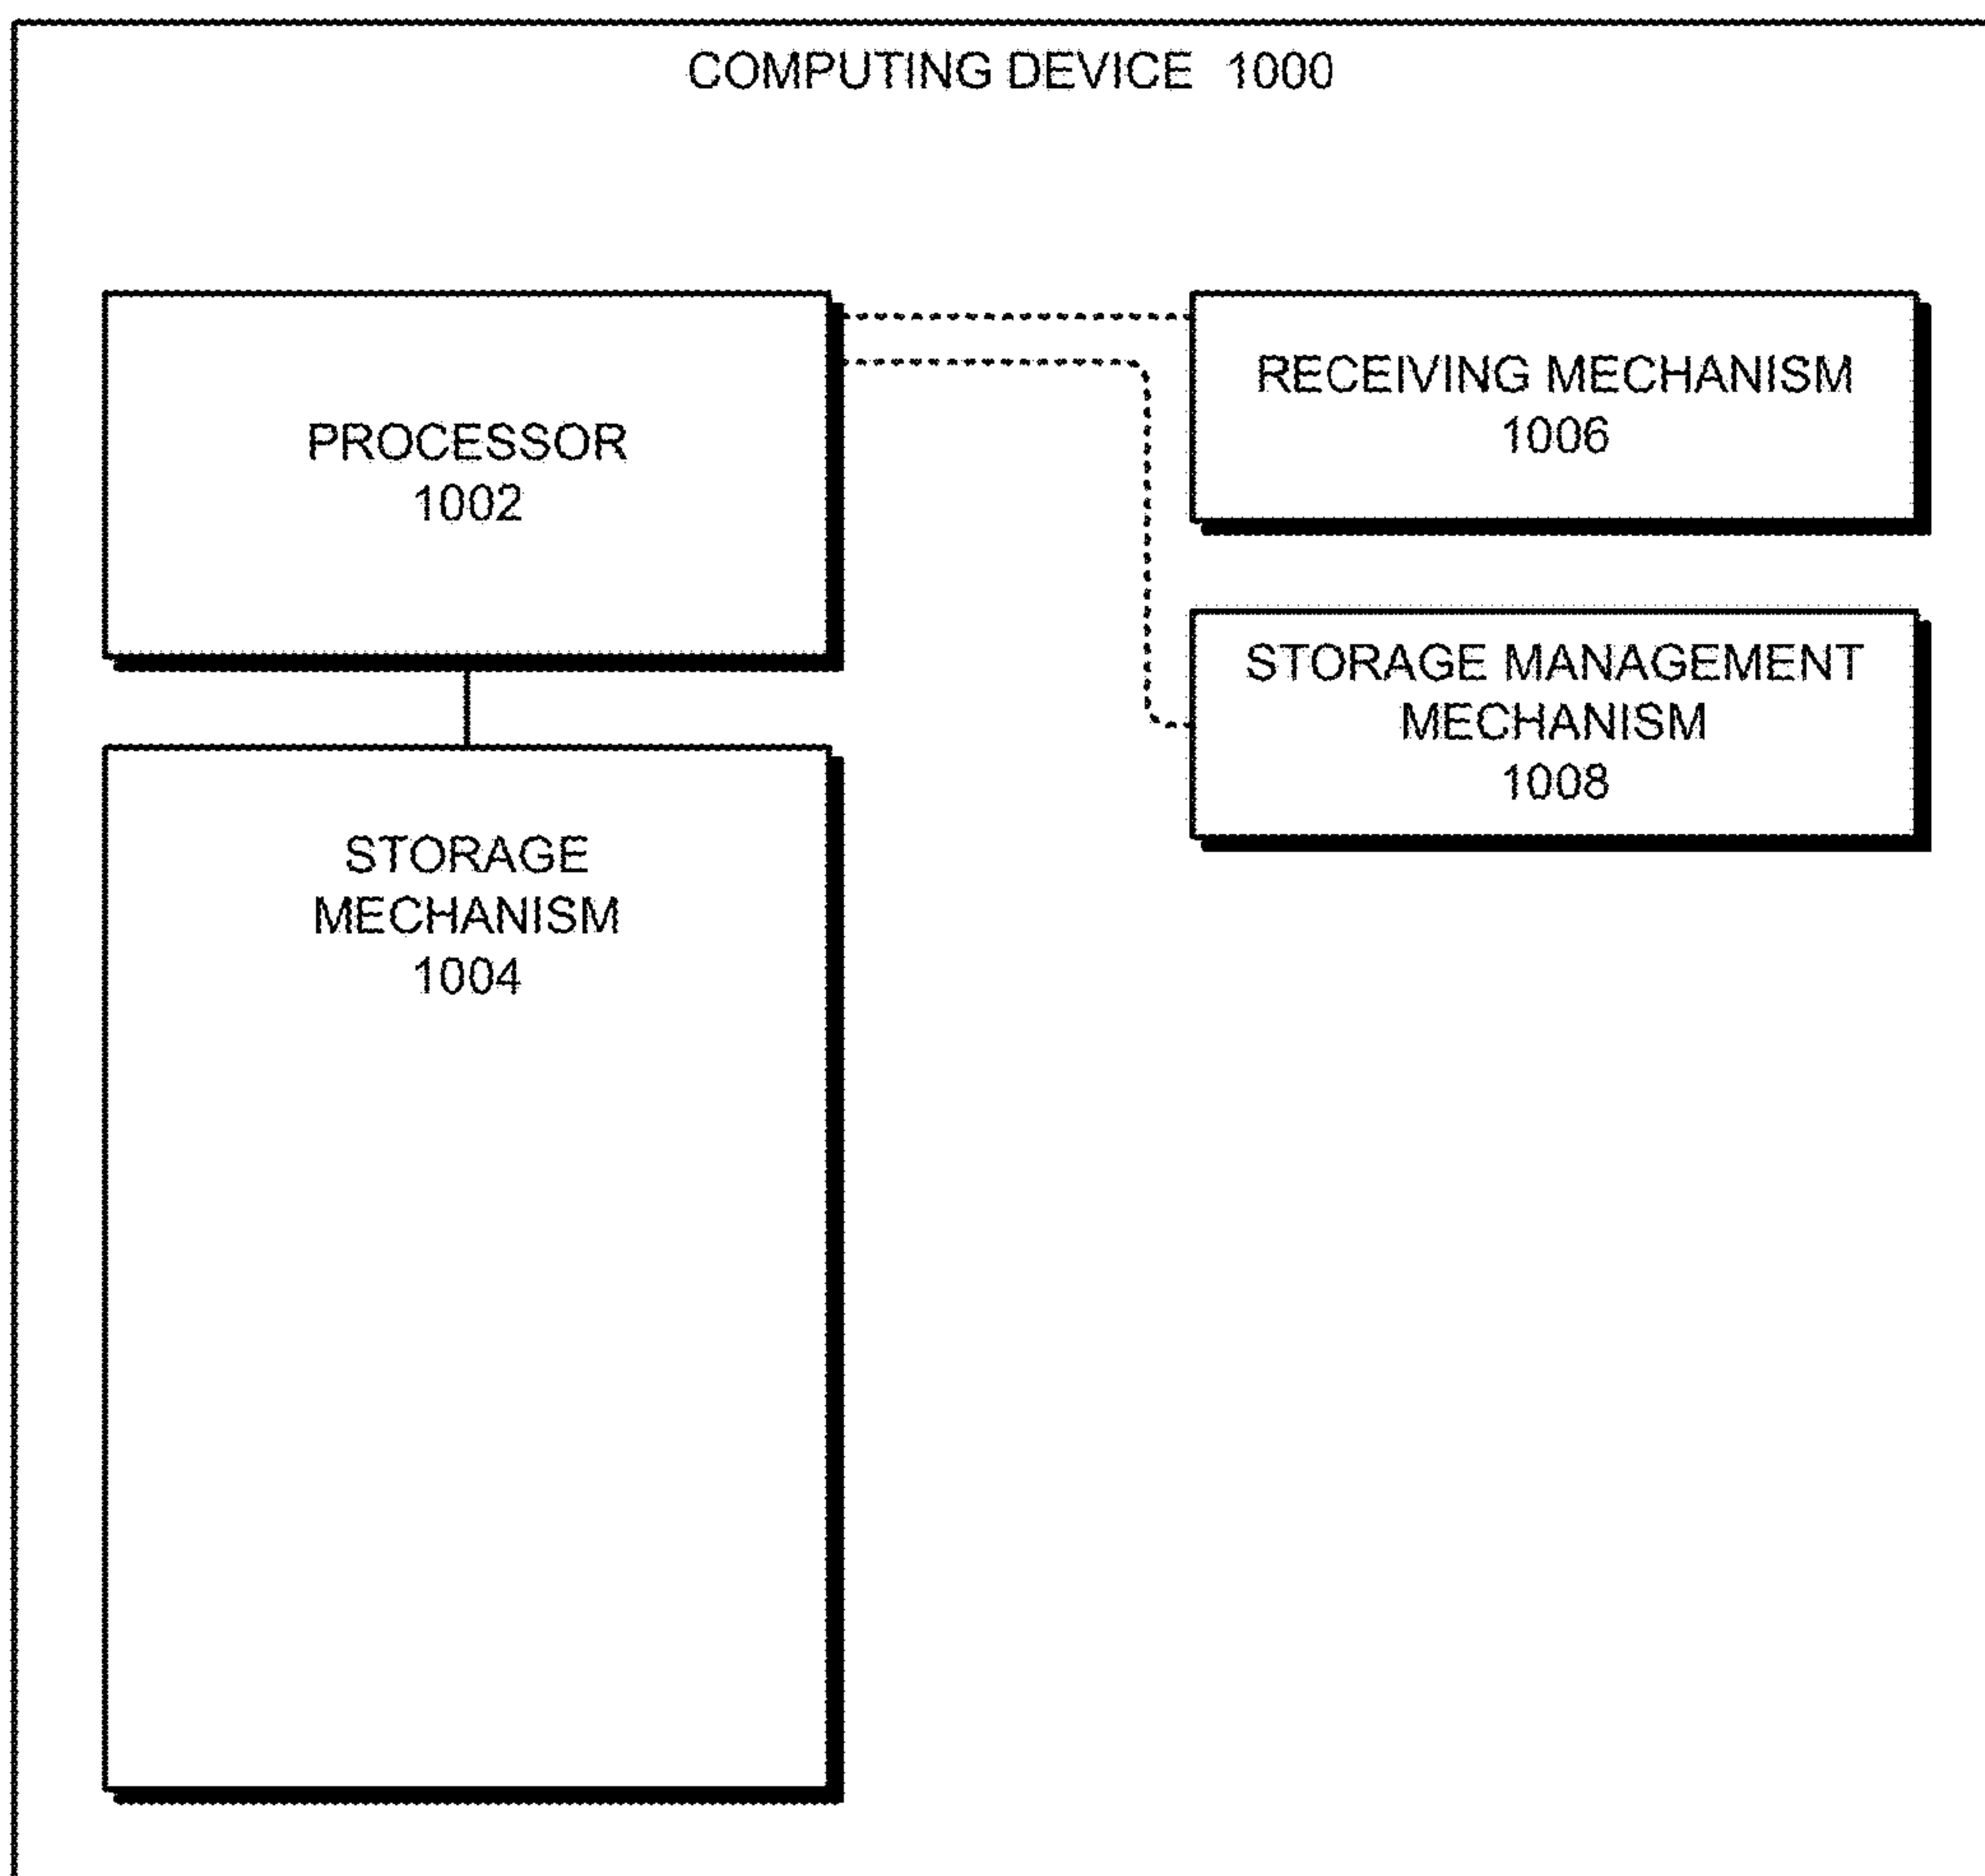 COMPUTING DEVICE 1000
PROCESSOR
1002
RECEIVING MECHANISM
1006
STORAGE MANAGEMENT
MECHANISM
1008
STORAGE
MECHANISM
1004